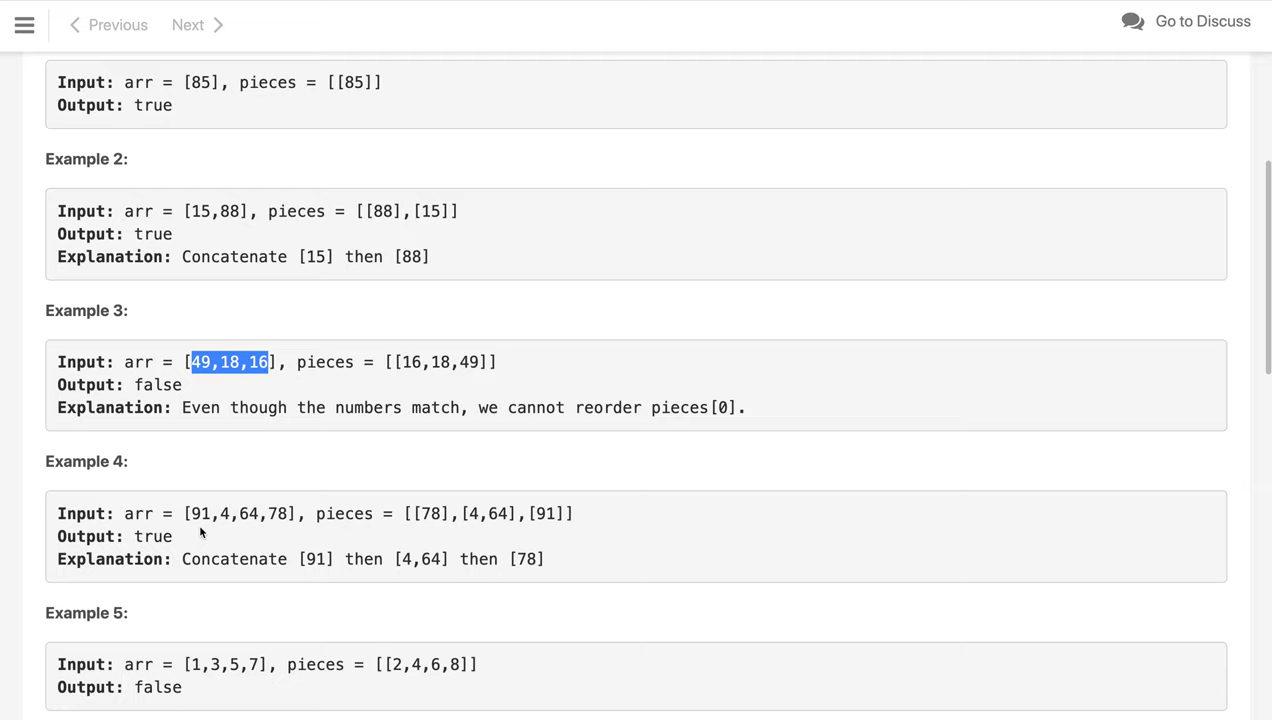 Previous Next Go to Discuss
Input: arr = [85], pieces = [[85]]
Output: true
Example 2:
Input: arr = [15,88], pieces = [[88],[15]]
Output: true
Explanation: Concatenate [15] then [88]
Example 3:
Input: arr = [49,18,16], pieces = [[16,18,49]]
Output: false
Explanation: Even though the numbers match, we cannot reorder pieces[0].
Example 4:
Input: arr = [91,4,64,78], pieces = [[78],[4,64],[91]]
Output: true
Explanation: Concatenate [91] then [4,64] then [78]
Example 5:
Input: arr = [1,3,5,7], pieces = [[2,4,6,8]]
Output: false